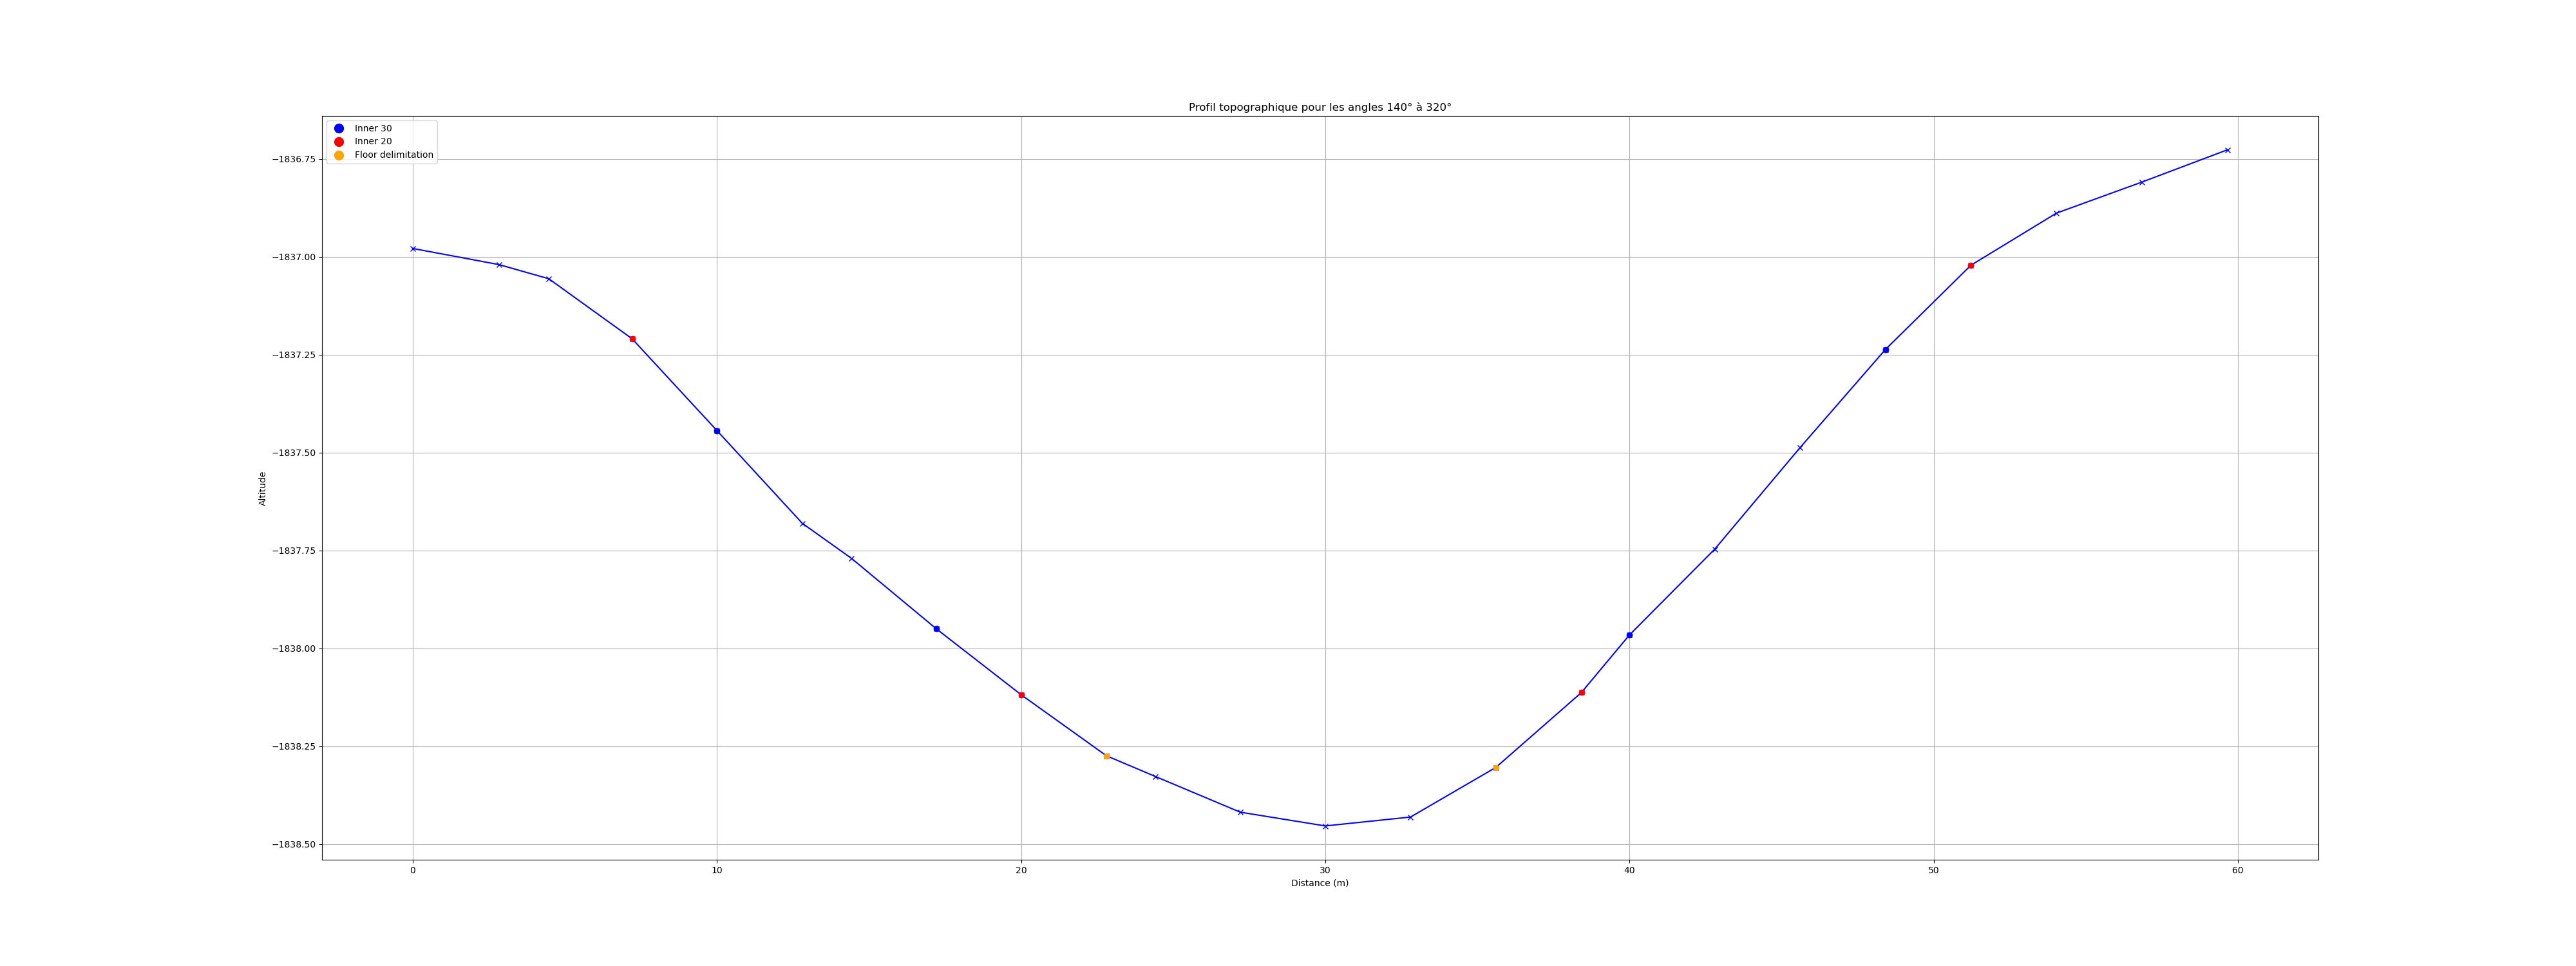 Profil topographique pour les angles 140° à 320°
Inner 30
Inner 20
Floor delimitation
−1836.75
−1837.00
−1837.25
−1837.50
−1837.75
−1838.00
−1838.25
−1838.50
Altitude
0 10 20 30 40 50 60
Distance (m)